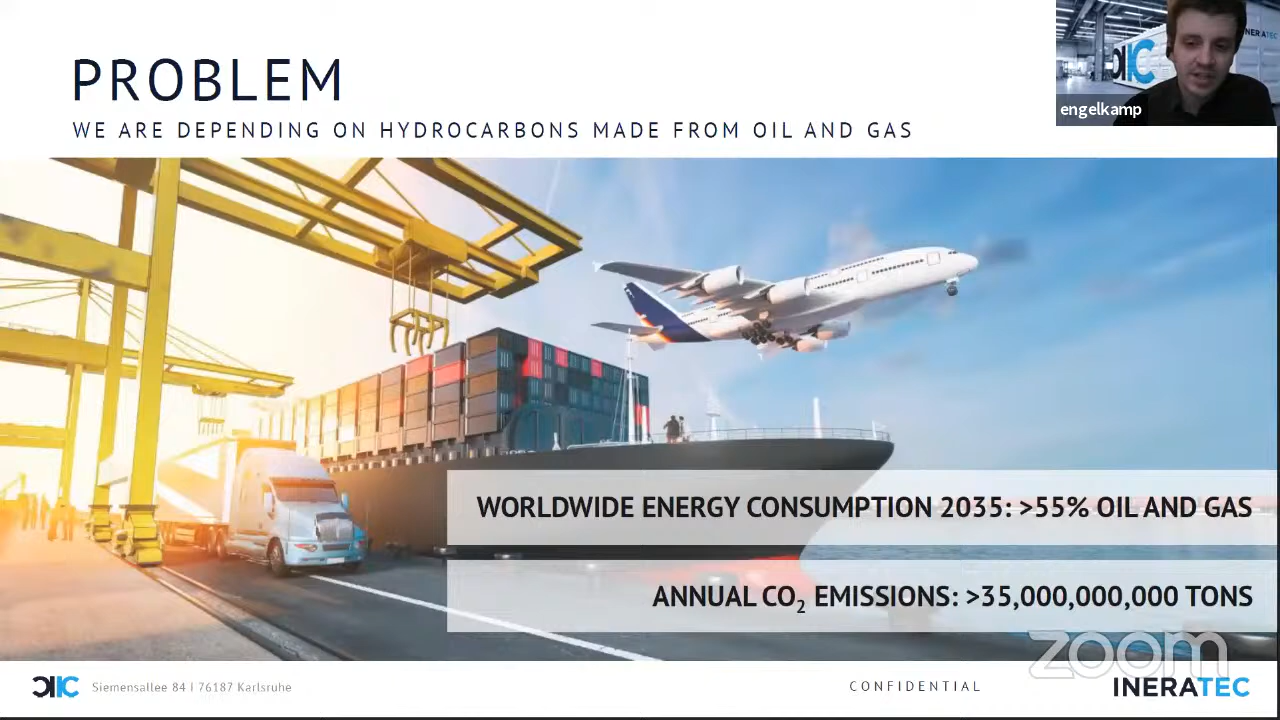 PROBLEM
WE ARE DEPENDING ON HYDROCARBONS MADE FROM OIL AND GAS
INERATEC
engelkamp
WORLDWIDE ENERGY CONSUMPTION 2035: >55% OIL AND GAS
ANNUAL CO₂ EMISSIONS: >35,000,000,000 TONS
zoom
Siemensallee 84 I 76187 Karlsruhe
CONFIDENTIAL
INERATEC